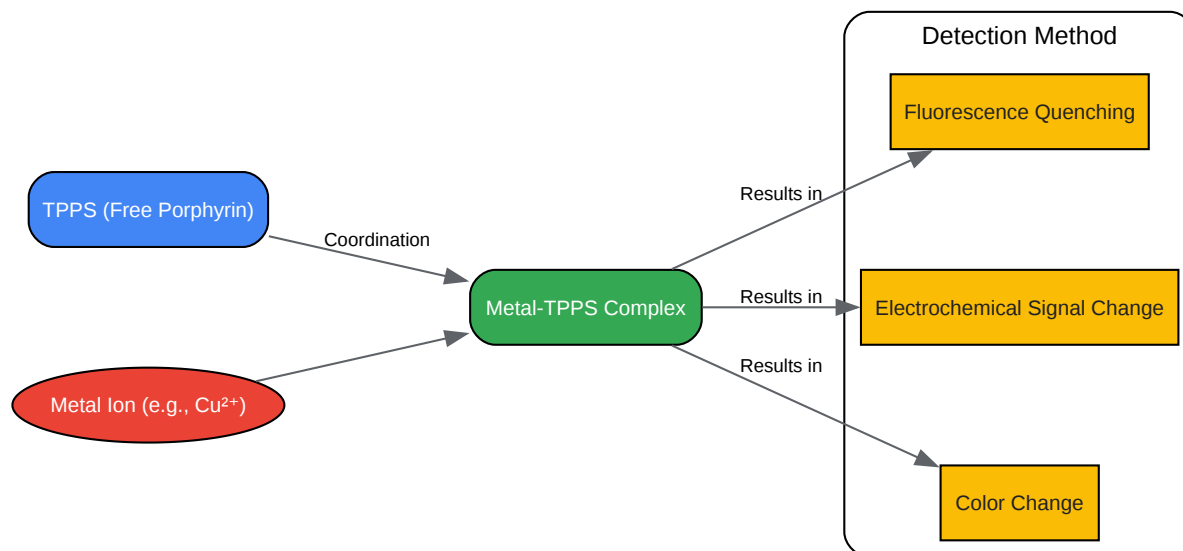 Detection Method
Fluorescence Quenching
Results in
TPPS (Free Porphyrin)
Coordination
Metal-TPPS Complex
Results in
Electrochemical Signal Change
Metal Ion (e.g., Cu²⁺)
Results in
Color Change